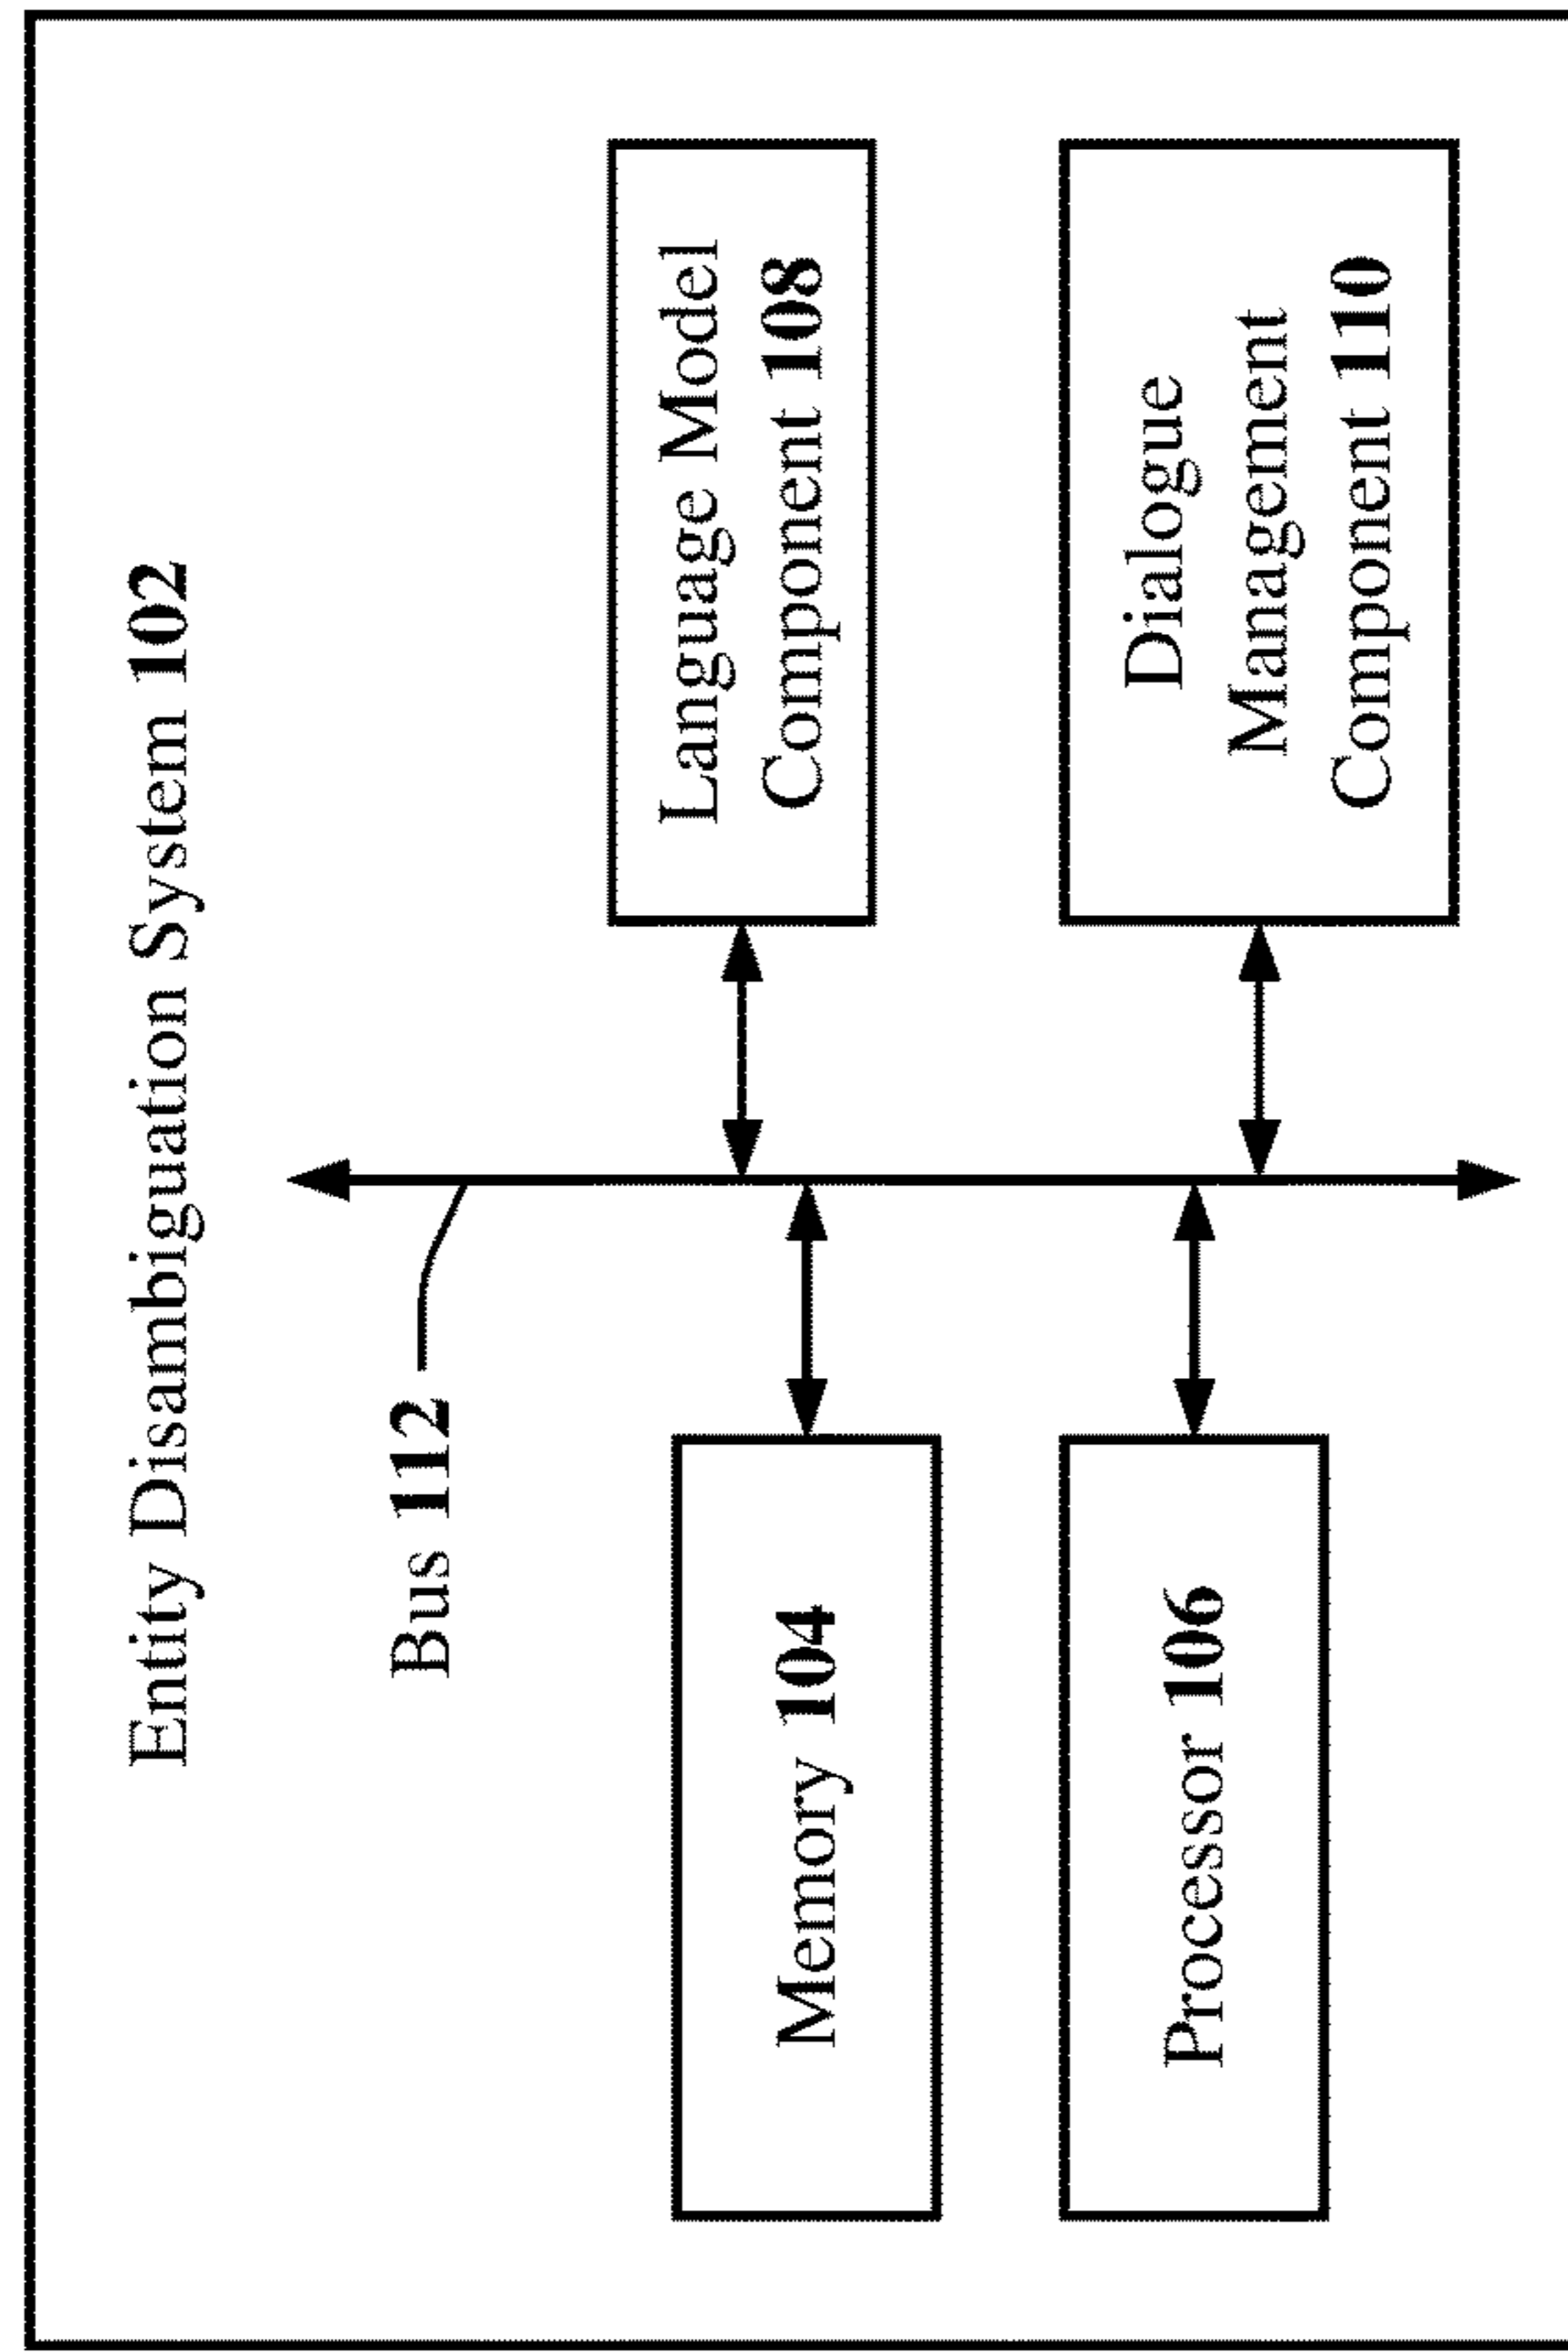 Entity Disambiguation System 102
Bus 112
Memory 104
Processor 106
Language Model
Component 108
Dialogue
Management
Component 110